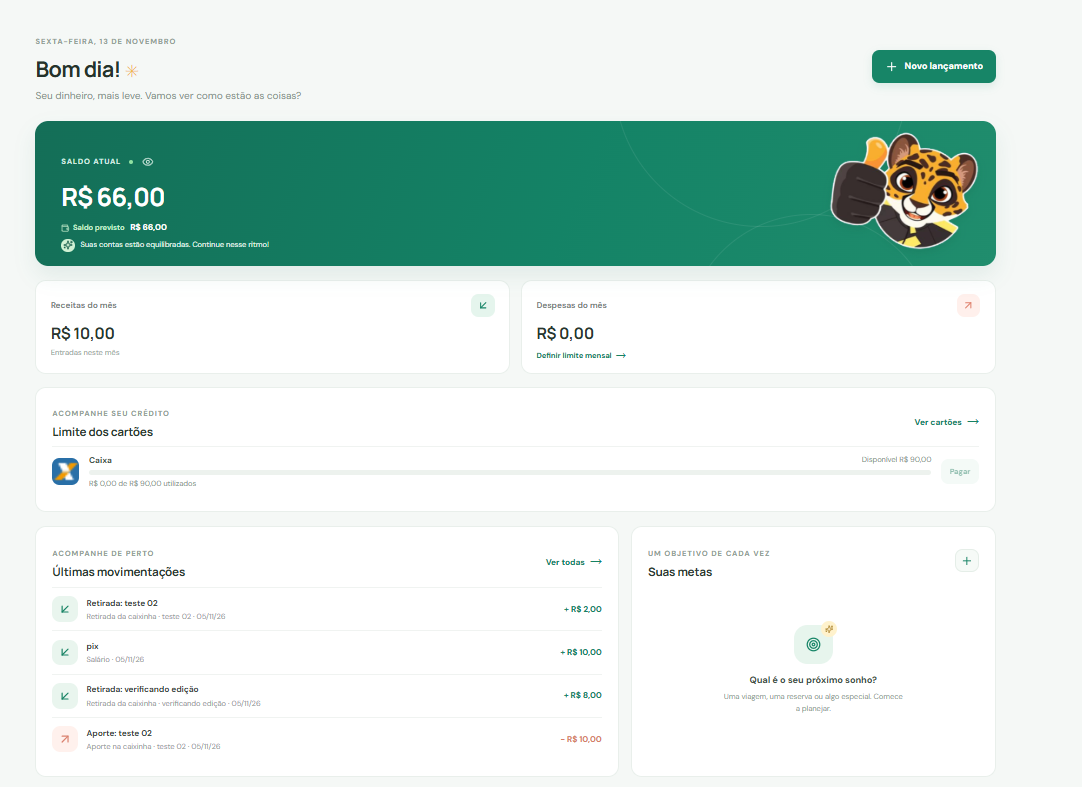 SEXTA-FEIRA, 13 DE NOVEMBRO
Bom dia!
Seu dinheiro, mais leve. Vamos ver como estão as coisas?
Novo lançamento
SALDO ATUAL
R$ 66,00
Saldo previsto R$ 66,00
Suas contas estão equilibradas. Continue nesse ritmo!
Receitas do mês
R$ 10,00
Entradas neste mês
Despesas do mês
R$ 0,00
Definir limite mensal
ACOMPANHE SEU CRÉDITO
Limite dos cartões
Ver cartões
Caixa
Disponível R$ 90,00
R$ 0,00 de R$ 90,00 utilizados
Pagar
ACOMPANHE DE PERTO
Últimas movimentações
Ver todas
Retirada: teste 02
Retirada da caixinha · teste 02 · 05/11/26
+ R$ 2,00
pix
Salário · 05/11/26
+ R$ 10,00
Retirada: verificando edição
Retirada da caixinha · verificando edição · 05/11/26
+ R$ 8,00
Aporte: teste 02
Aporte na caixinha · teste 02 · 05/11/26
- R$ 10,00
UM OBJETIVO DE CADA VEZ
Suas metas
Qual é o seu próximo sonho?
Uma viagem, uma reserva ou algo especial. Comece
a planejar.